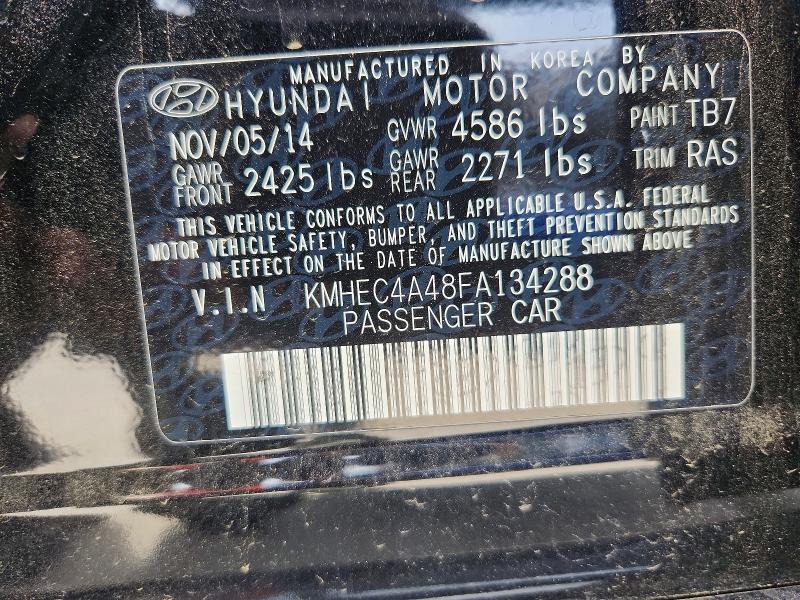 MANUFACTURED IN KOREA BY
HYUNDAI MOTOR COMPANY
NOV/05/14 GVWR 4586 lbs PAINT TB7
GAWR FRONT 2425 lbs GAWR REAR 2271 lbs TRIM RAS
THIS VEHICLE CONFORMS TO ALL APPLICABLE U.S.A. FEDERAL
MOTOR VEHICLE SAFETY, BUMPER, AND THEFT PREVENTION STANDARDS
IN EFFECT ON THE DATE OF MANUFACTURE SHOWN ABOVE
V.I.N KMHEC4A48FA134288
PASSENGER CAR